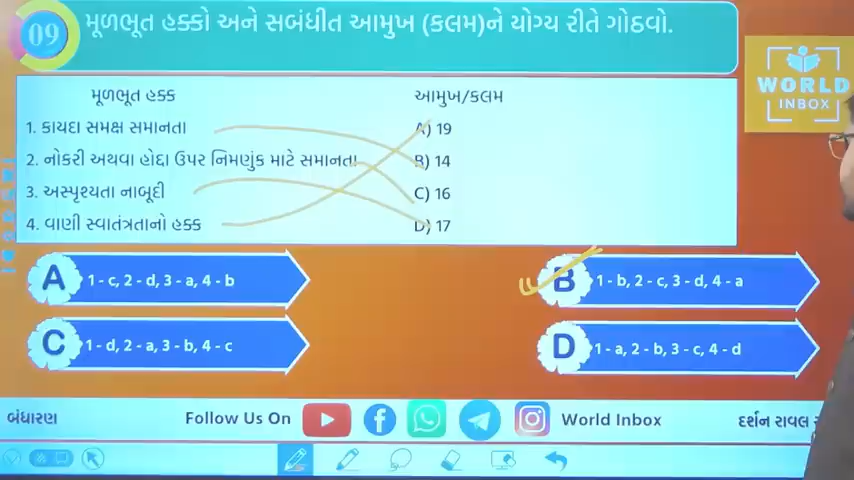 09
મૂળભૂત હક્કો અને સબંધીત આમુખ (કલમ)ને યોગ્ય રીતે ગોઠવો.
WORLD
INBOX
મૂળભૂત હક્ક
આમુખ/કલમ
1. કાયદા સમક્ષ સમાનતા
A) 19
2. નોકરી અથવા હોદ્દા ઉપર નિમણુંક માટે સમાનતા
B) 14
3. અસ્પૃશ્યતા નાબૂદી
C) 16
4. વાણી સ્વાતંત્રતાનો હક્ક
D) 17
A 1 - c, 2 - d, 3 - a, 4 - b
B 1 - b, 2 - c, 3 - d, 4 - a
C 1 - d, 2 - a, 3 - b, 4 - c
D 1 - a, 2 - b, 3 - c, 4 - d
બંધારણ
Follow Us On
World Inbox
દર્શન રાવલ